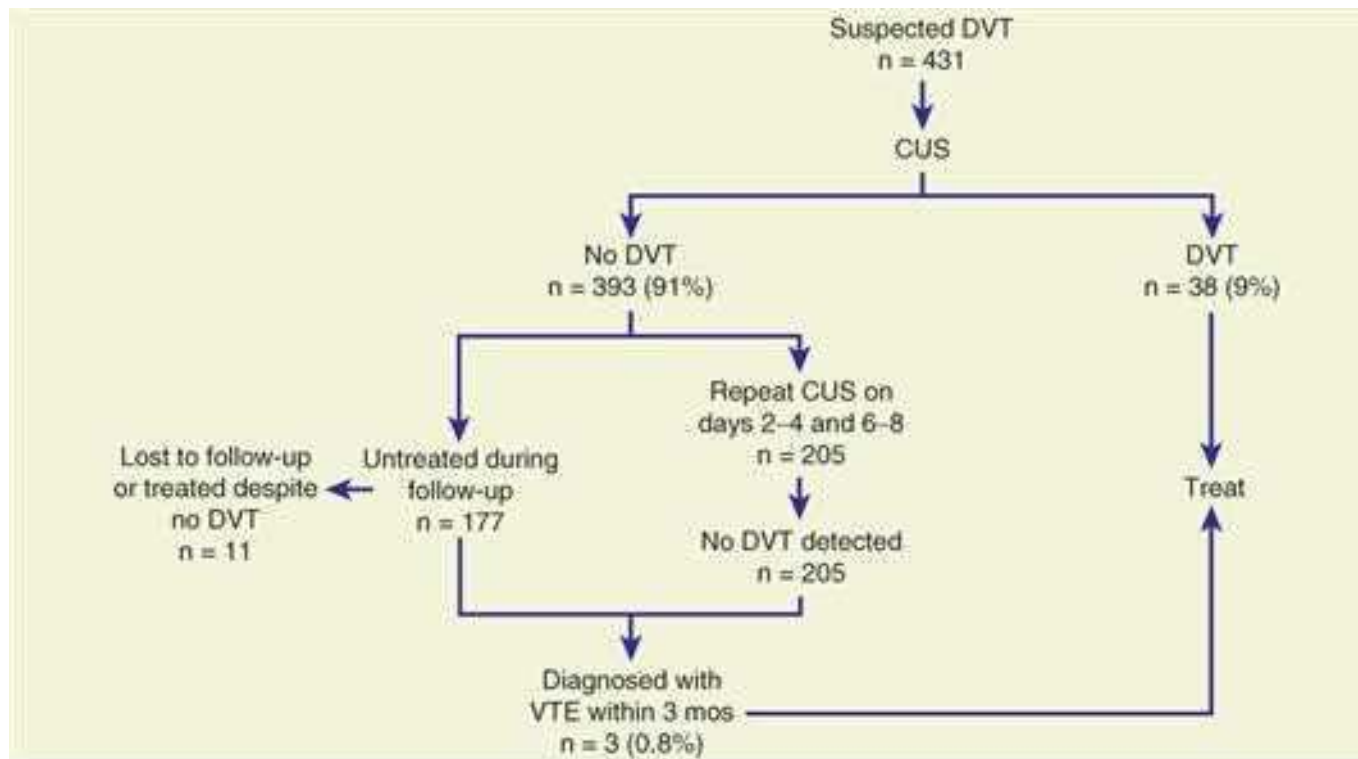 Suspected DVT
n = 431
CUS
No DVT
n = 393 (91%)
DVT
n = 38 (9%)
Repeat CUS on
days 2–4 and 6–8
n = 205
Lost to follow-up
or treated despite
no DVT
n = 11
Untreated during
follow-up
n = 177
Treat
No DVT detected
n = 205
Diagnosed with
VTE within 3 mos
n = 3 (0.8%)